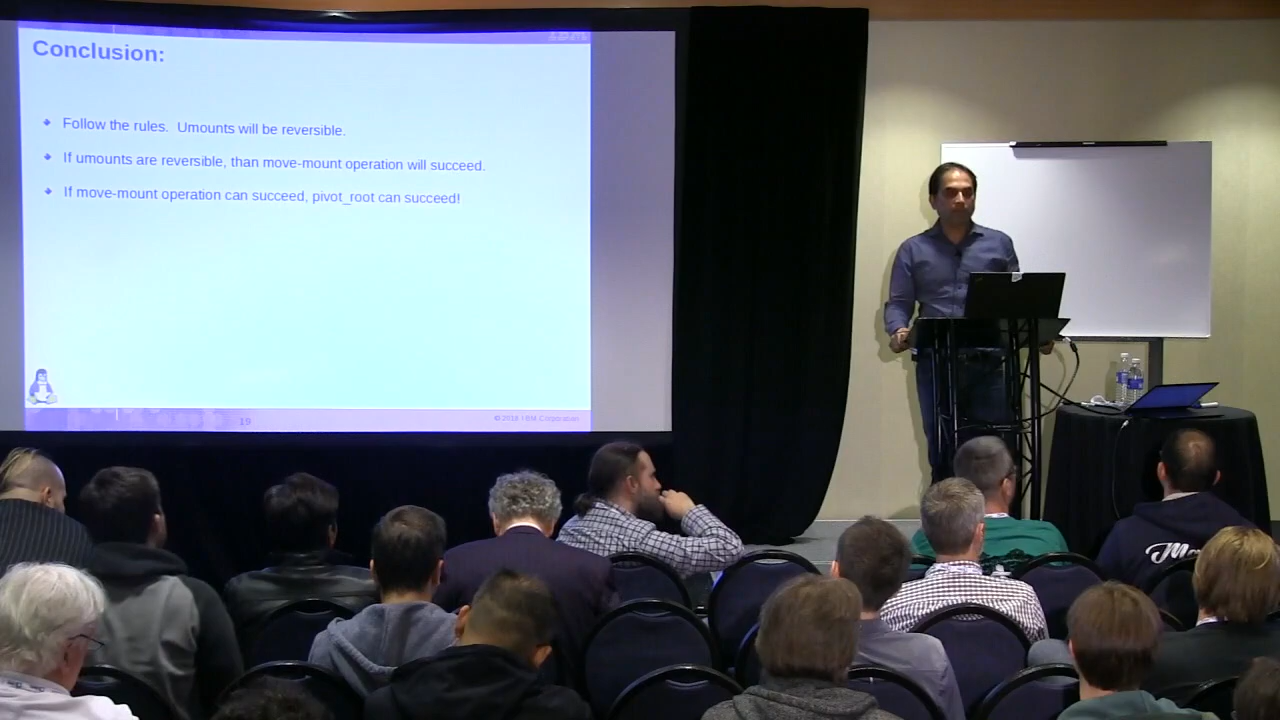 Conclusion:
Follow the rules. Umounts will be reversible.
If umounts are reversible, than move-mount operation will succeed.
If move-mount operation can succeed, pivot_root can succeed!
19
IBM Corporation